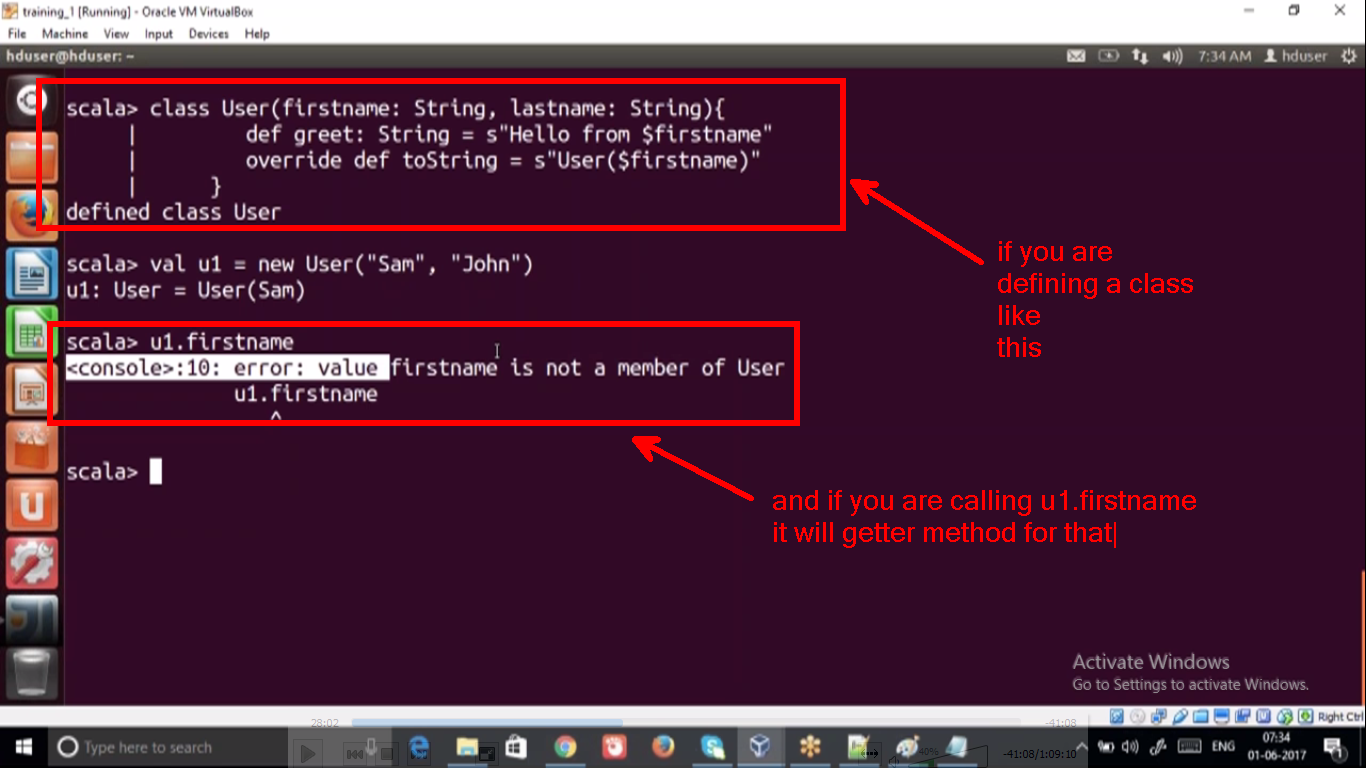 training_1 [Running] - Oracle VM VirtualBox
File Machine View Input Devices Help
hduser@hduser: ~ 7:34 AM hduser
scala> class User(firstname: String, lastname: String){
| def greet: String = s"Hello from $firstname"
| override def toString = s"User($firstname)"
| }
defined class User
scala> val u1 = new User("Sam", "John")
u1: User = User(Sam)
scala> u1.firstname
<console>:10: error: value firstname is not a member of User
u1.firstname
^
scala>
if you are
defining a class
like
this
and if you are calling u1.firstname
it will getter method for that
Activate Windows
Go to Settings to activate Windows.
Right Ctrl
28:02 -41:08
Type here to search
40%
-41:08/1:09:10
ENG
07:34
01-06-2017